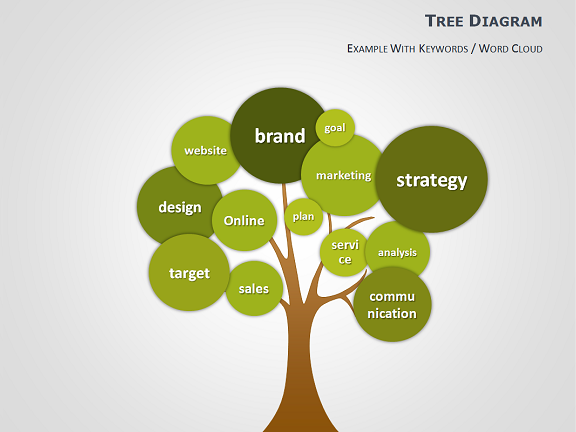 TREE DIAGRAM
EXAMPLE WITH KEYWORDS / WORD CLOUD
brand
goal
website
marketing
strategy
design
Online
plan
servi
ce
analysis
target
sales
commu
nication